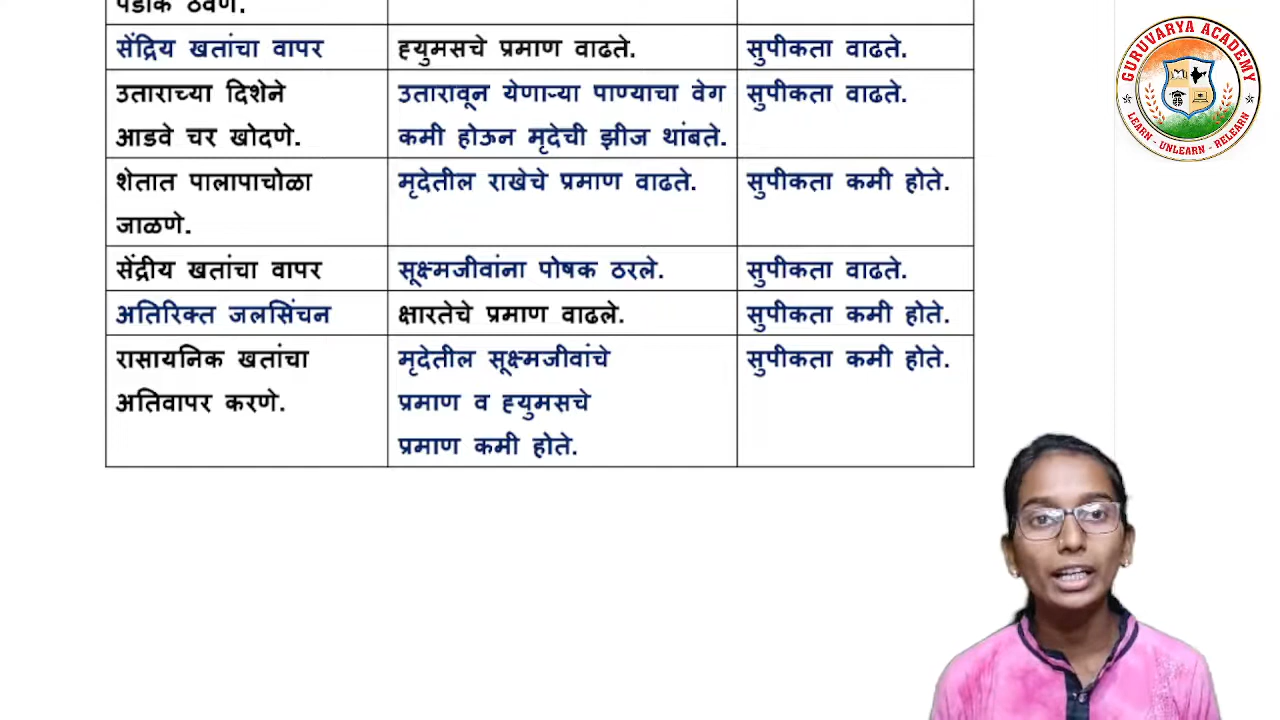 पडीक ठेवणे.
सेंद्रिय खतांचा वापर
ह्युमसचे प्रमाण वाढते.
सुपीकता वाढते.
उताराच्या दिशेने
आडवे चर खोदणे.
उतारावून येणाऱ्या पाण्याचा वेग
कमी होऊन मृदेची झीज थांबते.
सुपीकता वाढते.
शेतात पालापाचोळा
जाळणे.
मृदेतील राखेचे प्रमाण वाढते.
सुपीकता कमी होते.
सेंद्रीय खतांचा वापर
सूक्ष्मजीवांना पोषक ठरले.
सुपीकता वाढते.
अतिरिक्त जलसिंचन
क्षारतेचे प्रमाण वाढले.
सुपीकता कमी होते.
रासायनिक खतांचा
अतिवापर करणे.
मृदेतील सूक्ष्मजीवांचे
प्रमाण व ह्युमसचे
प्रमाण कमी होते.
सुपीकता कमी होते.
GURUVARYA ACADEMY
LEARN - UNLEARN - RELEARN